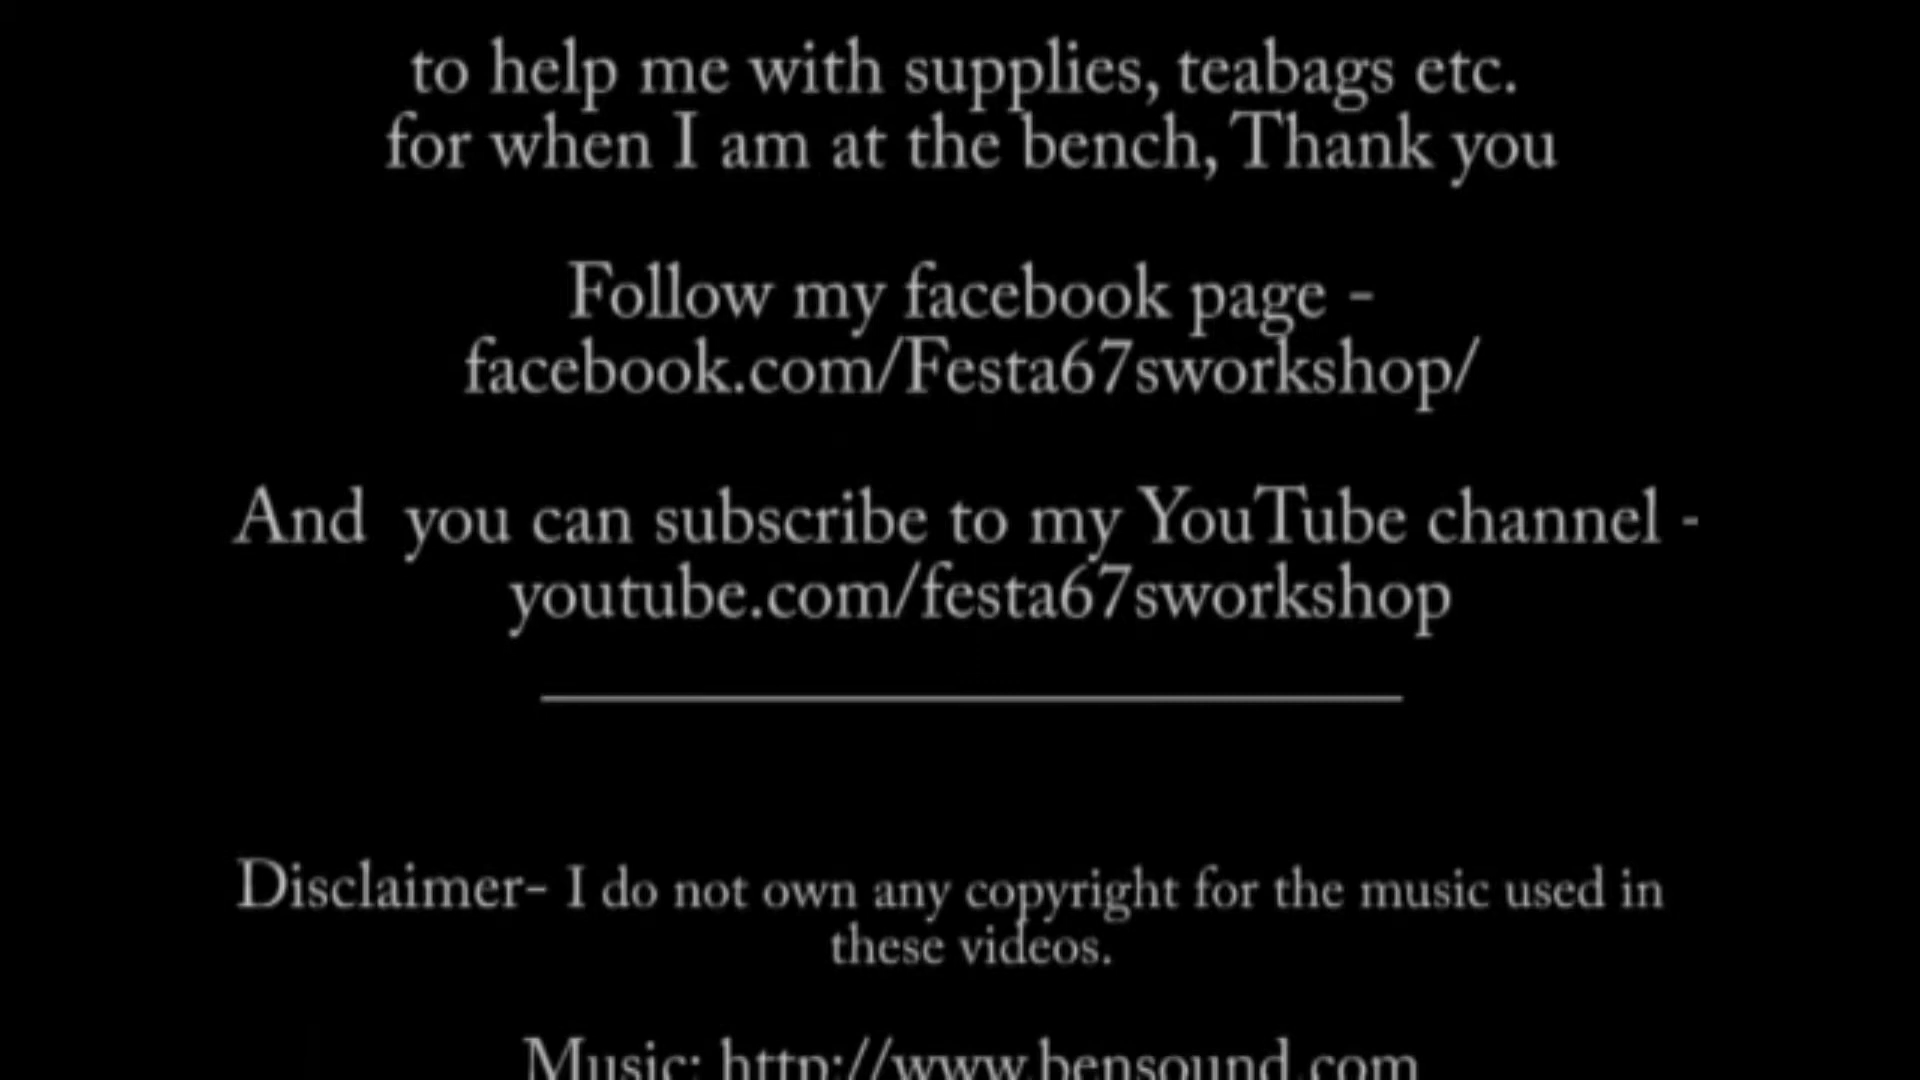 to help me with supplies, teabags etc.
for when I am at the bench, Thank you
Follow my facebook page -
facebook.com/Festa67sworkshop/
And you can subscribe to my YouTube channel -
youtube.com/festa67sworkshop
Disclaimer- I do not own any copyright for the music used in
these videos.
Music: http://www.bensound.com